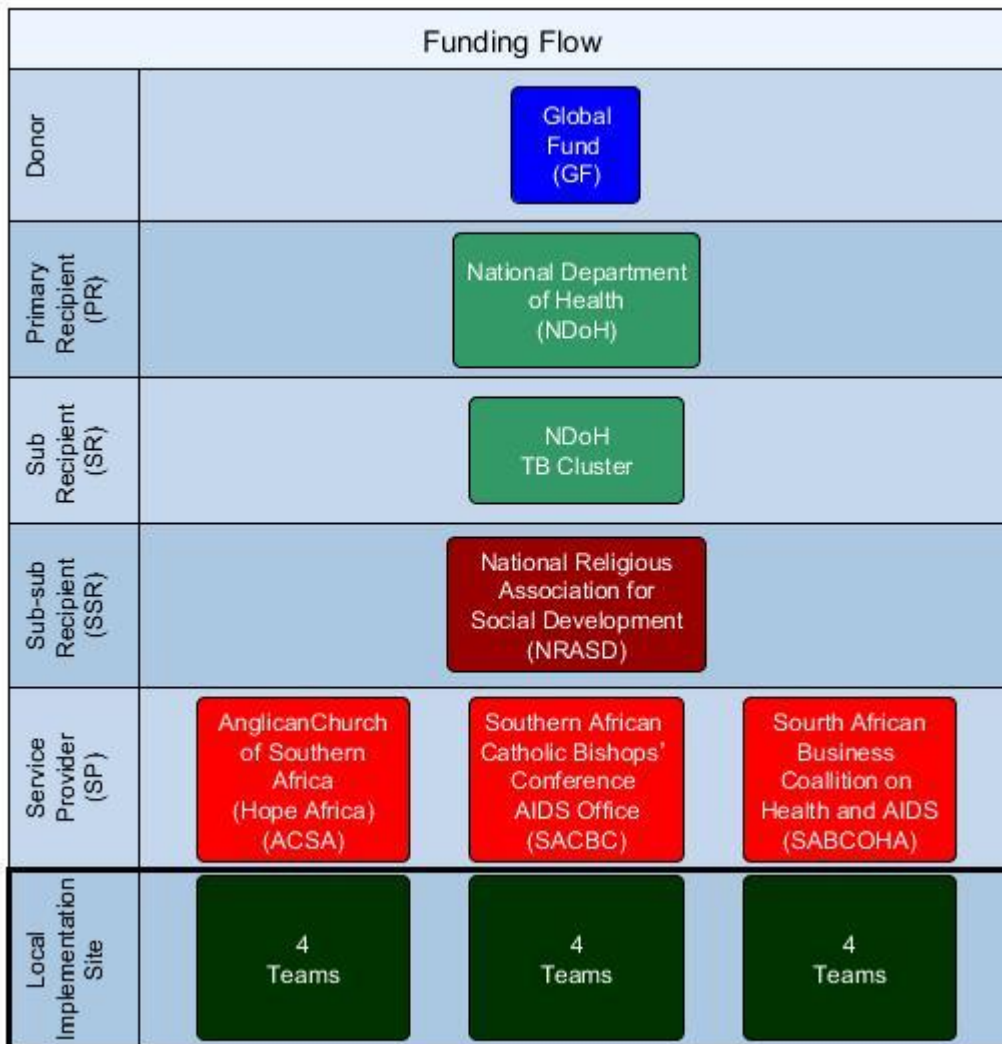 Funding Flow
Donor
Global
Fund
(GF)
Primary
Recipient
(PR)
National Department
of Health
(NDoH)
Sub
Recipient
(SR)
NDoH
TB Cluster
Sub-sub
Recipient
(SSR)
National Religious
Association for
Social Development
(NRASD)
Service
Provider
(SP)
AnglicanChurch
of Southern
Africa
(Hope Africa)
(ACSA)
Southern African
Catholic Bishops’
Conference
AIDS Office
(SACBC)
Sourth African
Business
Coallition on
Health and AIDS
(SABCOHA)
Local
Implementation
Site
4
Teams
4
Teams
4
Teams